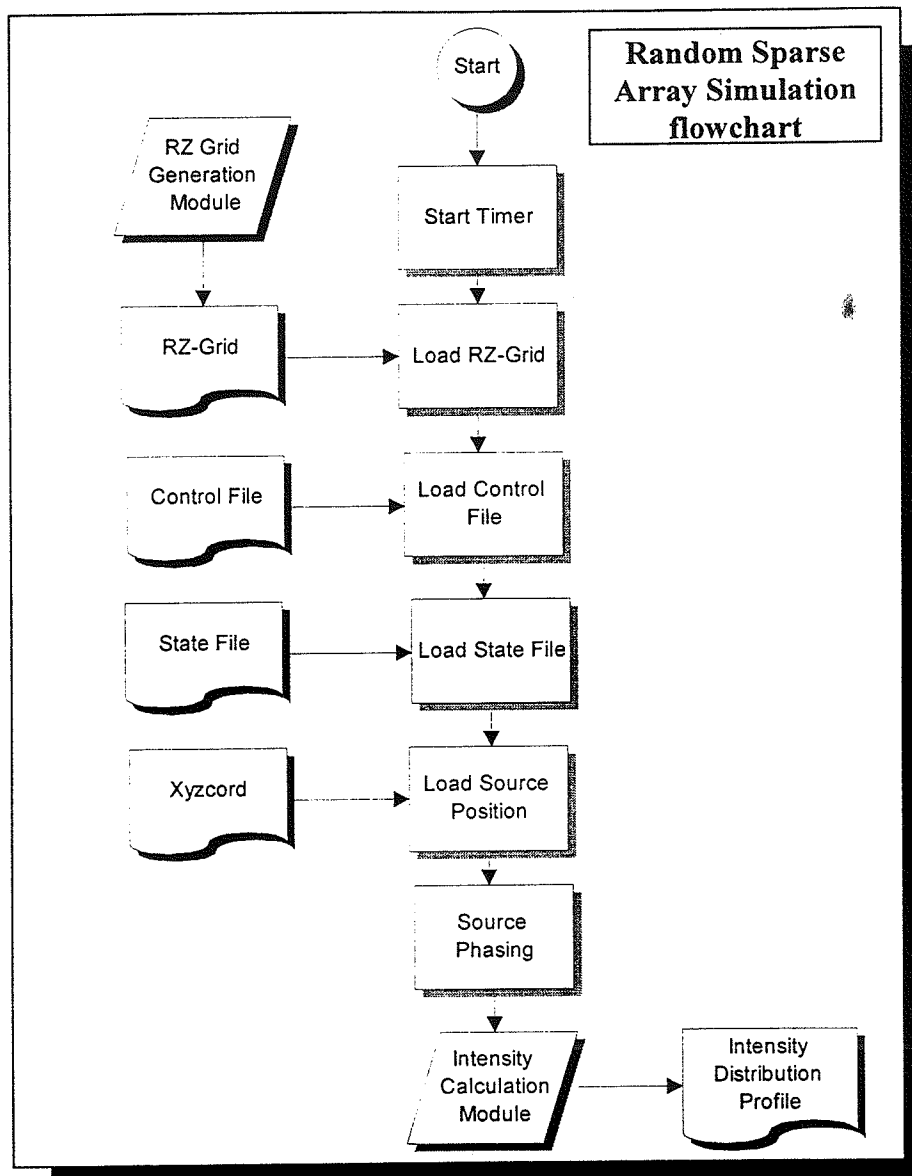 Random Sparse
Array Simulation
flowchart
Start
RZ Grid
Generation
Module
Start Timer
RZ-Grid
Load RZ-Grid
Control File
Load Control
File
State File
Load State File
Xyzcord
Load Source
Position
Source
Phasing
Intensity
Calculation
Module
Intensity
Distribution
Profile